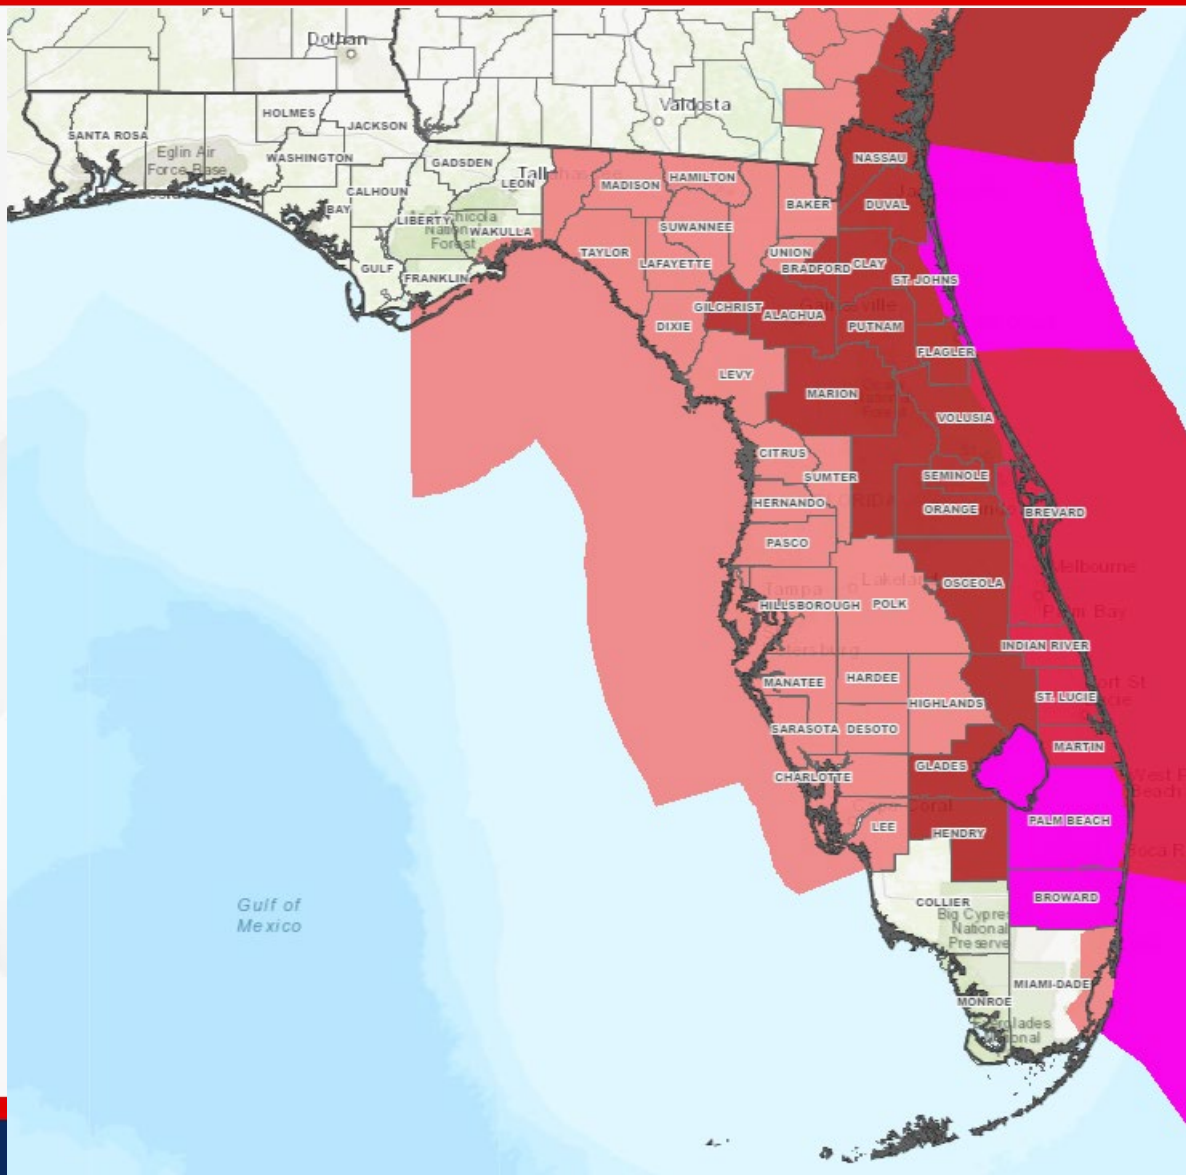 Dothan
Valdosta
HOLMES
JACKSON
SANTA ROSA
Eglin Air
Force Base
WASHINGTON
GADSDEN
LEON
CALHOUN
BAY
LIBERTY
National
Forest
WAKULLA
GULF
FRANKLIN
MADISON
HAMILTON
SUWANNEE
TAYLOR
LAFAYETTE
DIXIE
NASSAU
BAKER
DUVAL
UNION
BRADFORD
CLAY
ST. JOHNS
GILCHRIST
ALACHUA
PUTNAM
FLAGLER
LEVY
MARION
VOLUSIA
CITRUS
SUMTER
SEMINOLE
HERNANDO
ORANGE
BREVARD
PASCO
Melbourne
OSCEOLA
Tampa
Lakeland
HILLSBOROUGH
POLK
Palm Bay
INDIAN RIVER
MANATEE
HARDEE
HIGHLANDS
ST. LUCIE
SARASOTA
DESOTO
MARTIN
CHARLOTTE
GLADES
PALM BEACH
LEE
HENDRY
BROWARD
COLLIER
Big Cypre
National
Preserve
MIAMI-DADE
MONROE
Gulf of
Mexico